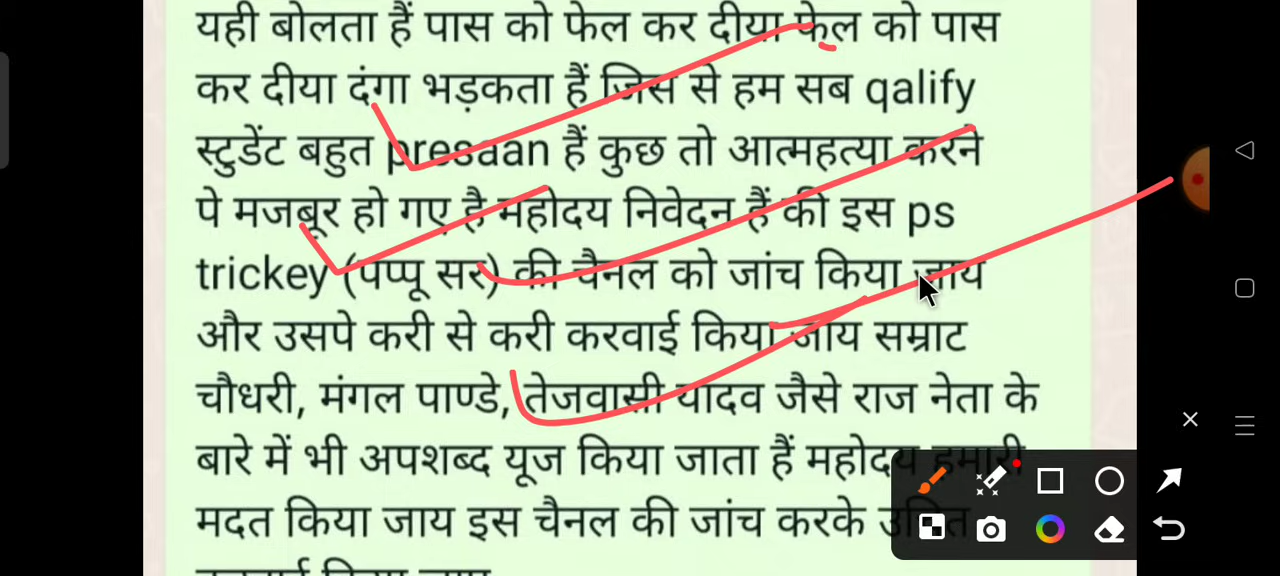 यही बोलता हैं पास को फेल कर दीया फेल को पास
कर दीया दंगा भड़कता हैं जिस से हम सब qalify
स्टुडेंट बहुत presaan हैं कुछ तो आत्महत्या करने
पे मजबूर हो गए है महोदय निवेदन हैं की इस ps
trickey (पप्पू सर) की चैनल को जांच किया जाय
और उसपे करी से करी करवाई किया जाय सम्राट
चौधरी, मंगल पाण्डे, तेजवासी यादव जैसे राज नेता के
बारे में भी अपशब्द यूज किया जाता हैं महोदय हमारी
मदत किया जाय इस चैनल की जांच करके उचित